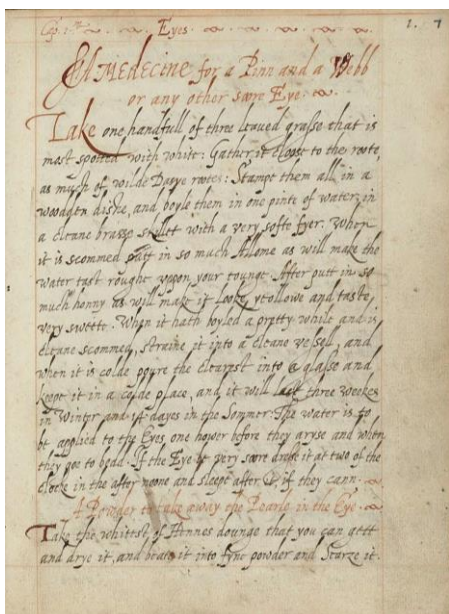 Cap. 1. Eyes. 1. 1
A Medecine for a Pinn and a Webb
or any other sore Eye.
Take one handfull of three leaved grasse that is
most spotted with white: Gather it close to the roote,
as much of wilde Dasye rootes: Stampe them all in a
woodden dishe, and boyle them in one pinte of water, in
a cleane brasse skillet with a very softe fyer. When
it is scommed putt in so much Allome as will make the
water tast rought uppon your tounge. After putt in so
much honny as will make it looke yeollowe and taste
very sweete. When it hath boyled a pretty while and is
cleane scommed, straine it into a cleane vessell, and
when it is colde poure the clearest into a glasse and
keepe it in a colde place, and it will last three weekes
in Winter and 14 dayes in the Sommer: The water is to
be applied to the Eyes one hower before they aryse and when
they goe to bead. If the Eye be very sore dresse it at two of the
clocke in the after noone and sleepe after it, if they cann.
A Powder to take away the Pearle in the Eye.
Take the whitest of Hennes dounge that you can gett
and drye it, and beate it into fyne powder and Searze it.